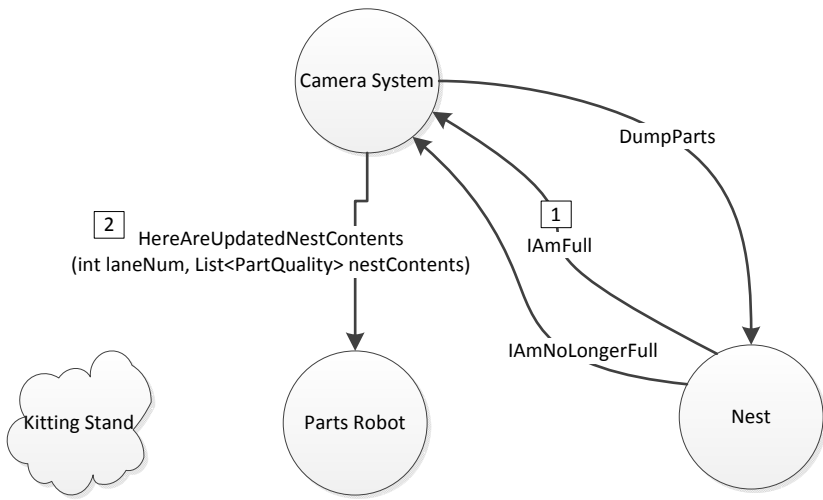 Camera System
DumpParts
1
IAmFull
2
HereAreUpdatedNestContents
(int laneNum, List<PartQuality> nestContents)
IAmNoLongerFull
Kitting Stand
Parts Robot
Nest